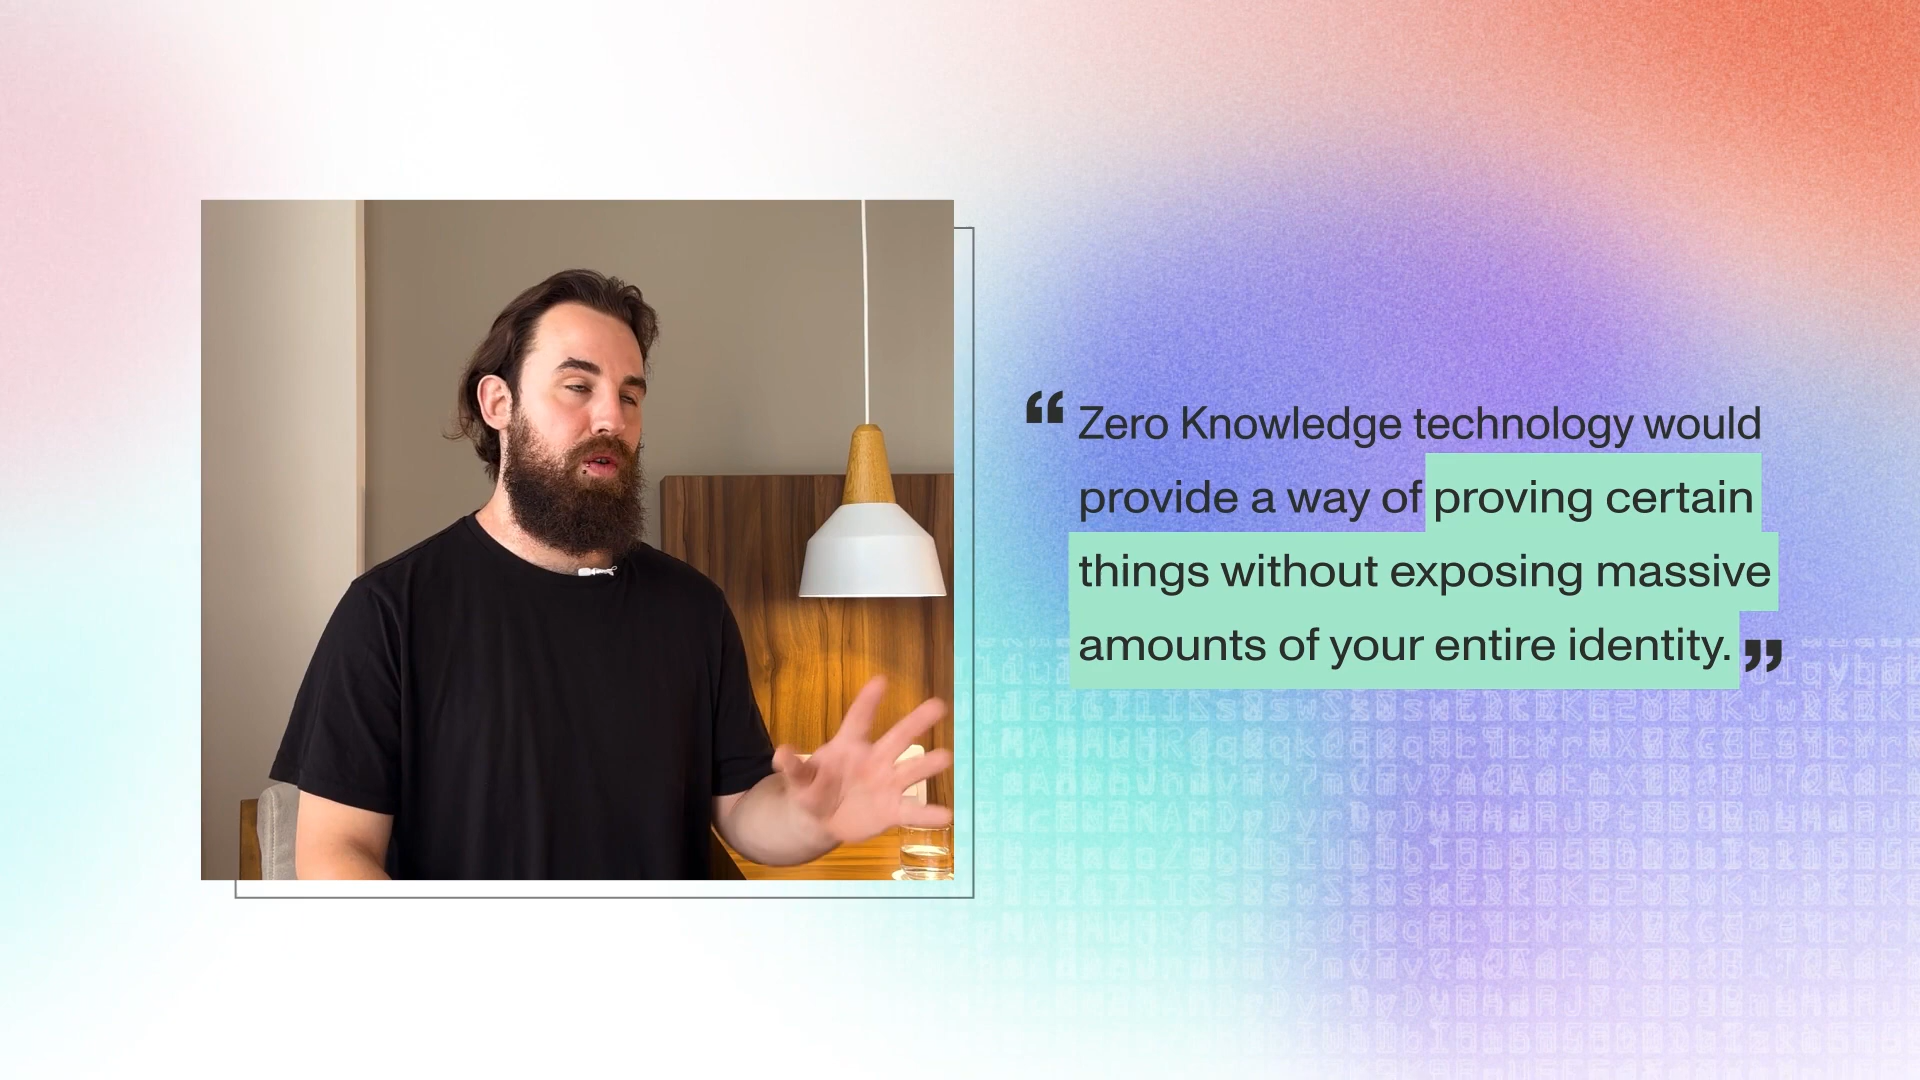 “Zero Knowledge technology would
provide a way of proving certain
things without exposing massive
amounts of your entire identity.”